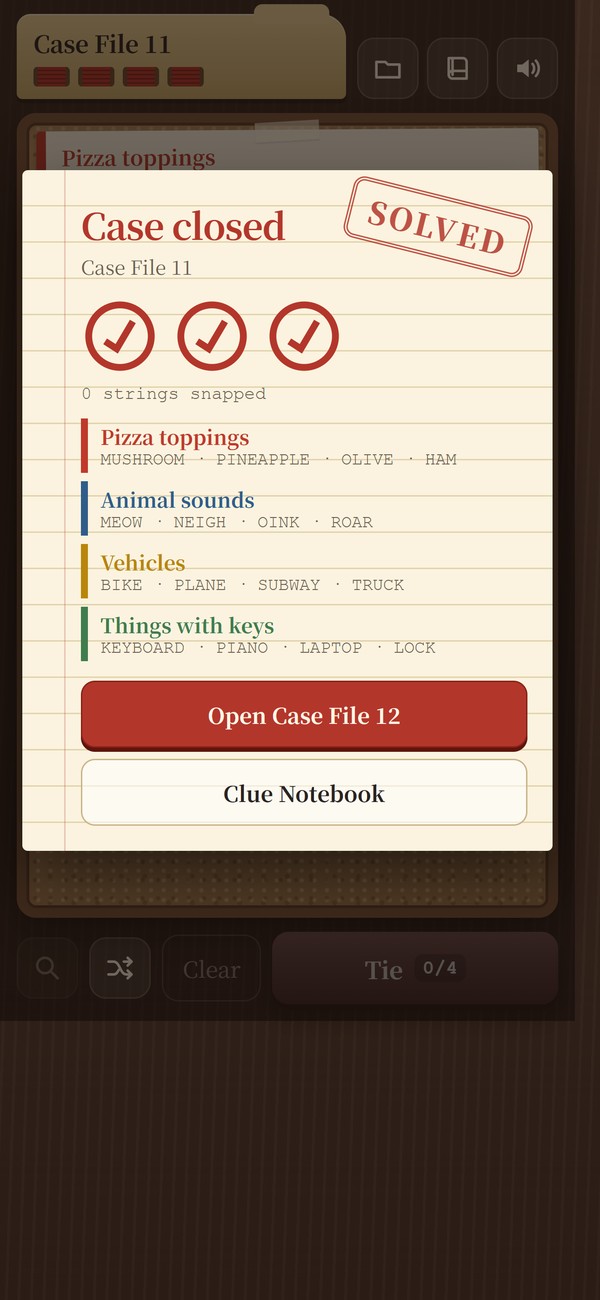 Case File 11
Pizza toppings
Case closed
SOLVED
Case File 11
0 strings snapped
Pizza toppings
MUSHROOM · PINEAPPLE · OLIVE · HAM
Animal sounds
MEOW · NEIGH · OINK · ROAR
Vehicles
BIKE · PLANE · SUBWAY · TRUCK
Things with keys
KEYBOARD · PIANO · LAPTOP · LOCK
Open Case File 12
Clue Notebook
Clear
Tie 0/4